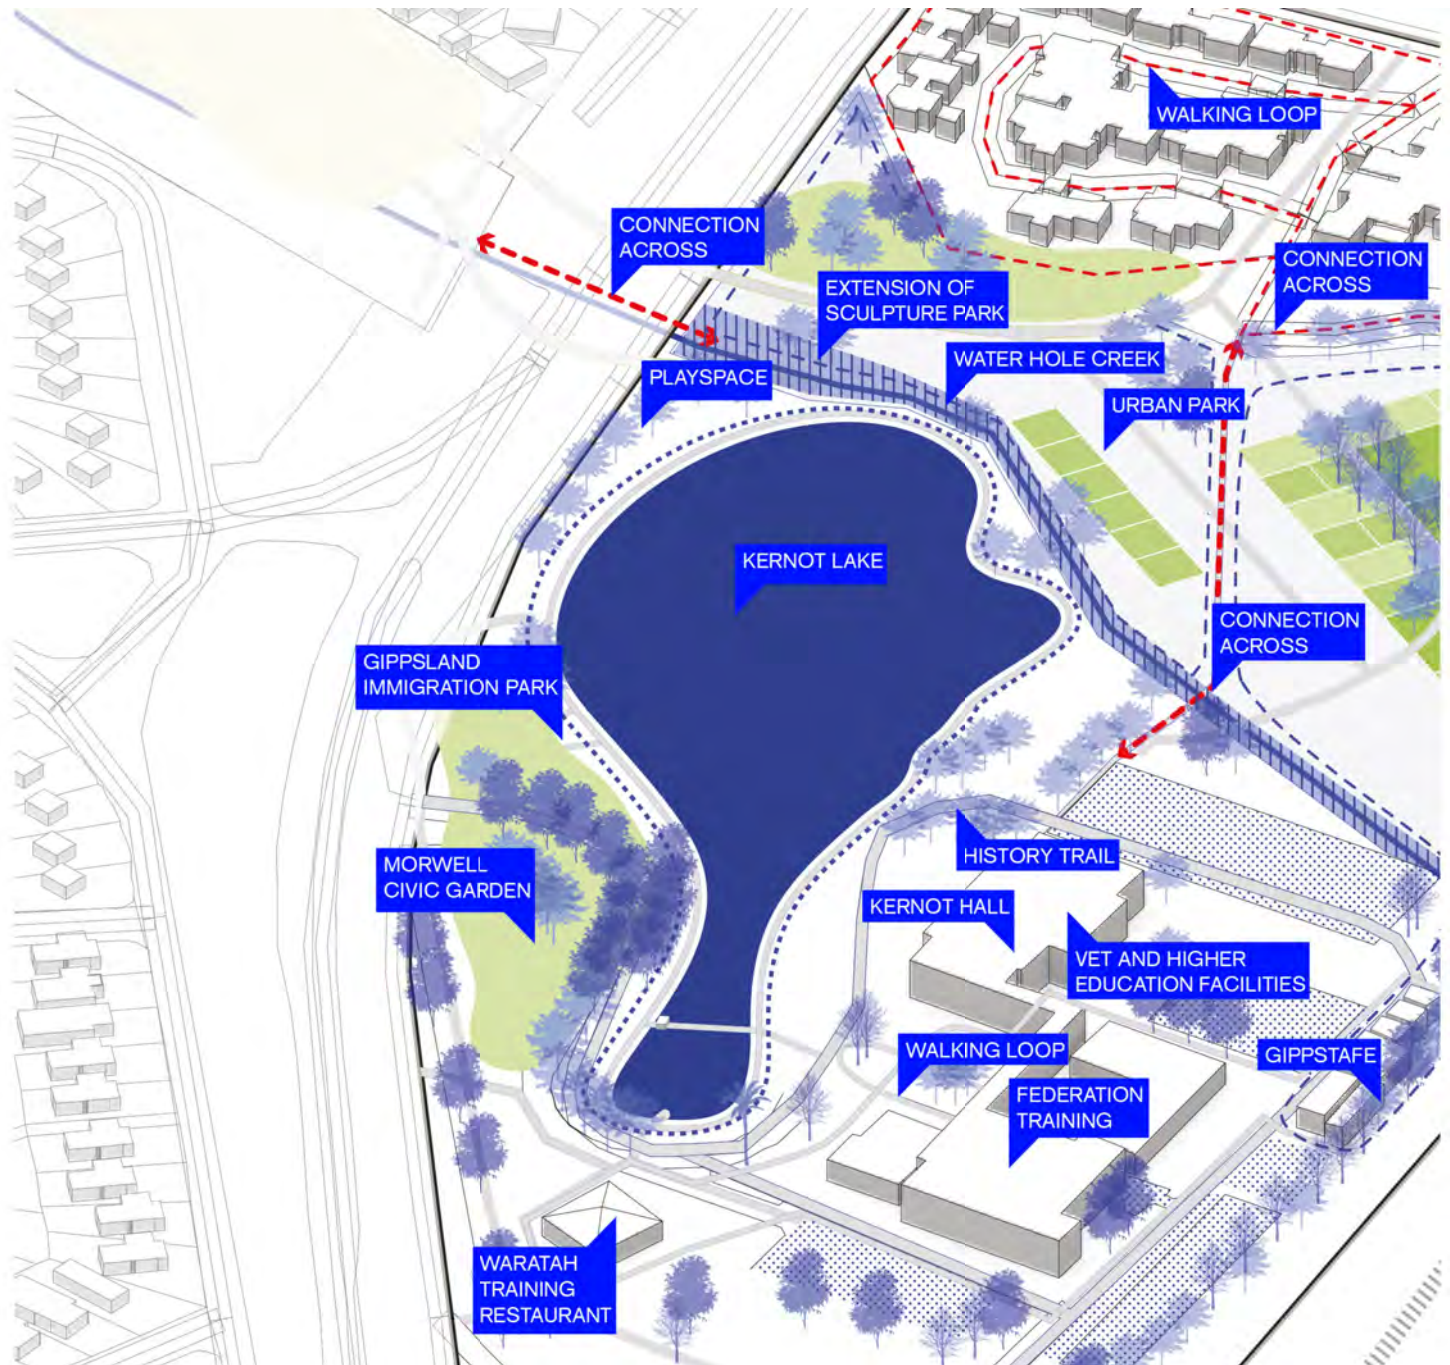 WALKING LOOP
CONNECTION
ACROSS
CONNECTION
ACROSS
EXTENSION OF
SCULPTURE PARK
WATER HOLE CREEK
PLAYSPACE
URBAN PARK
KERNOT LAKE
CONNECTION
ACROSS
GIPPSLAND
IMMIGRATION PARK
HISTORY TRAIL
MORWELL
CIVIC GARDEN
KERNOT HALL
VET AND HIGHER
EDUCATION FACILITIES
WALKING LOOP
GIPPSTAFE
FEDERATION
TRAINING
WARATAH
TRAINING
RESTAURANT